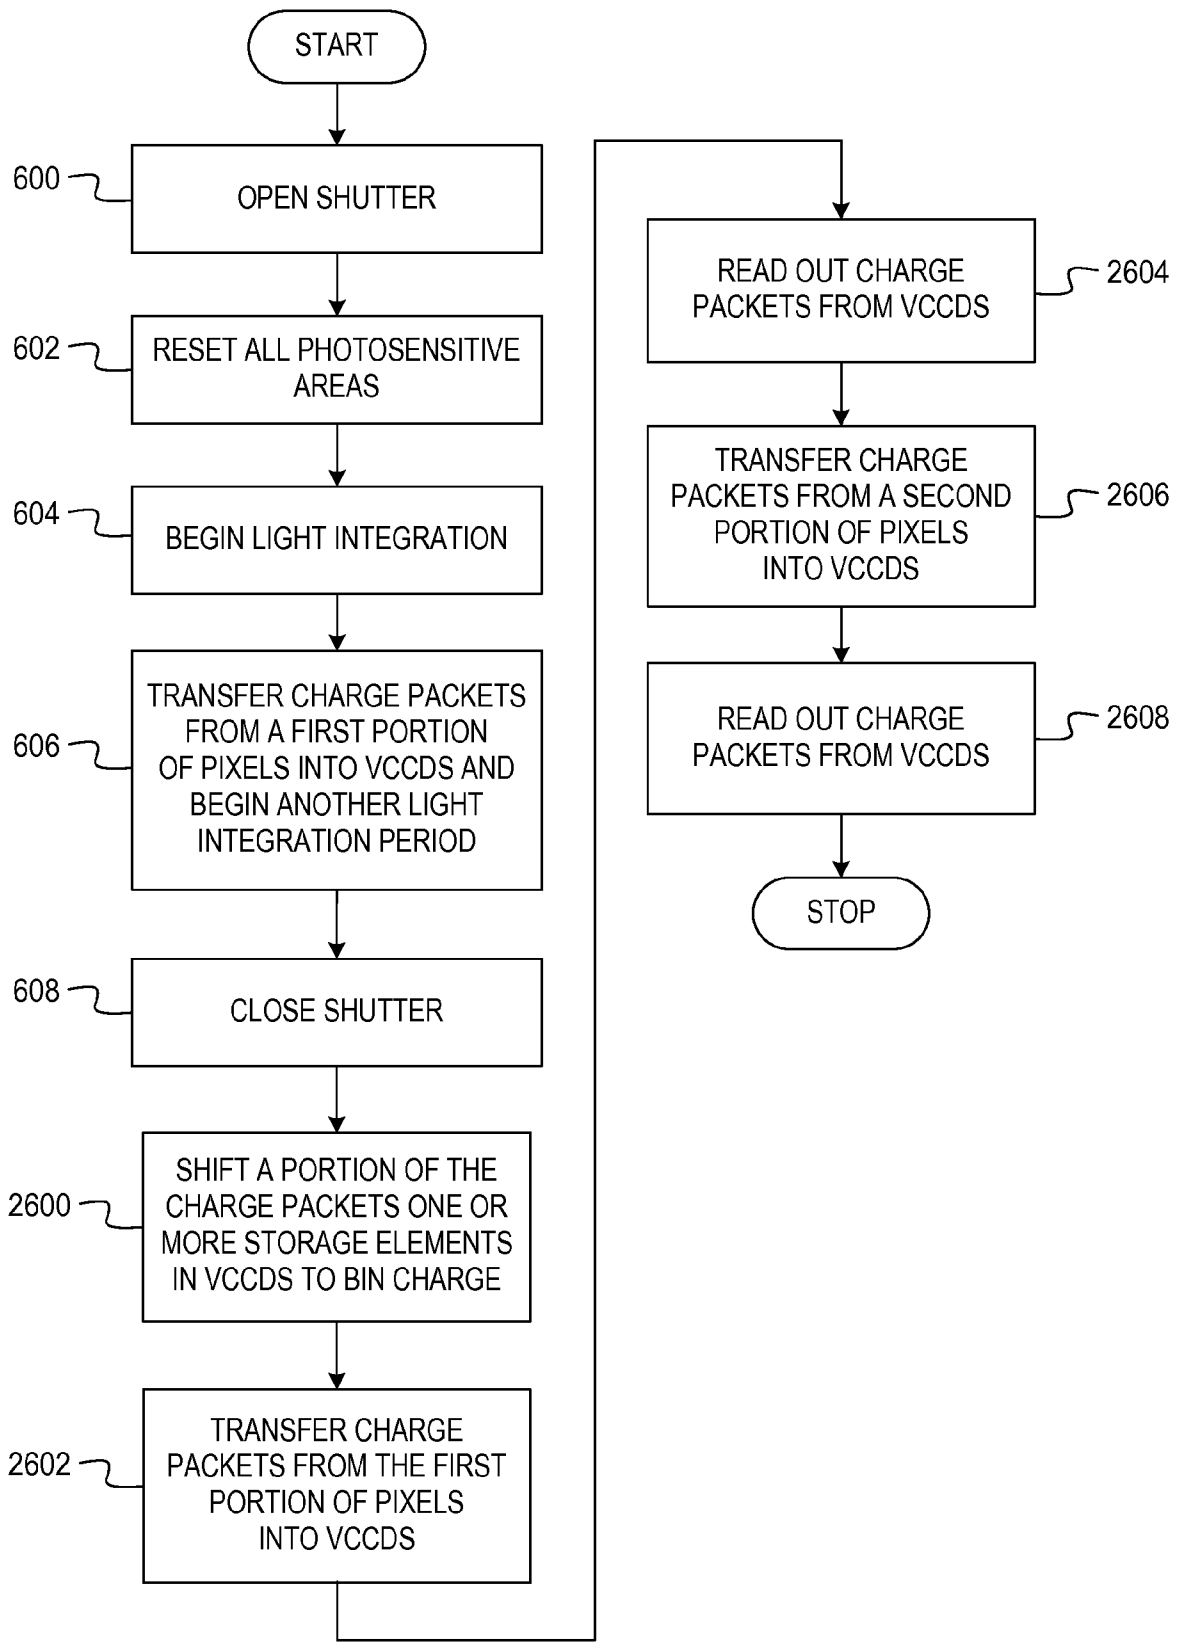 START
600
OPEN SHUTTER
602
RESET ALL PHOTOSENSITIVE
AREAS
604
BEGIN LIGHT INTEGRATION
606
TRANSFER CHARGE PACKETS
FROM A FIRST PORTION
OF PIXELS INTO VCCDS AND
BEGIN ANOTHER LIGHT
INTEGRATION PERIOD
608
CLOSE SHUTTER
2600
SHIFT A PORTION OF THE
CHARGE PACKETS ONE OR
MORE STORAGE ELEMENTS
IN VCCDS TO BIN CHARGE
2602
TRANSFER CHARGE
PACKETS FROM THE FIRST
PORTION OF PIXELS
INTO VCCDS
READ OUT CHARGE
PACKETS FROM VCCDS
2604
TRANSFER CHARGE
PACKETS FROM A SECOND
PORTION OF PIXELS
INTO VCCDS
2606
READ OUT CHARGE
PACKETS FROM VCCDS
2608
STOP